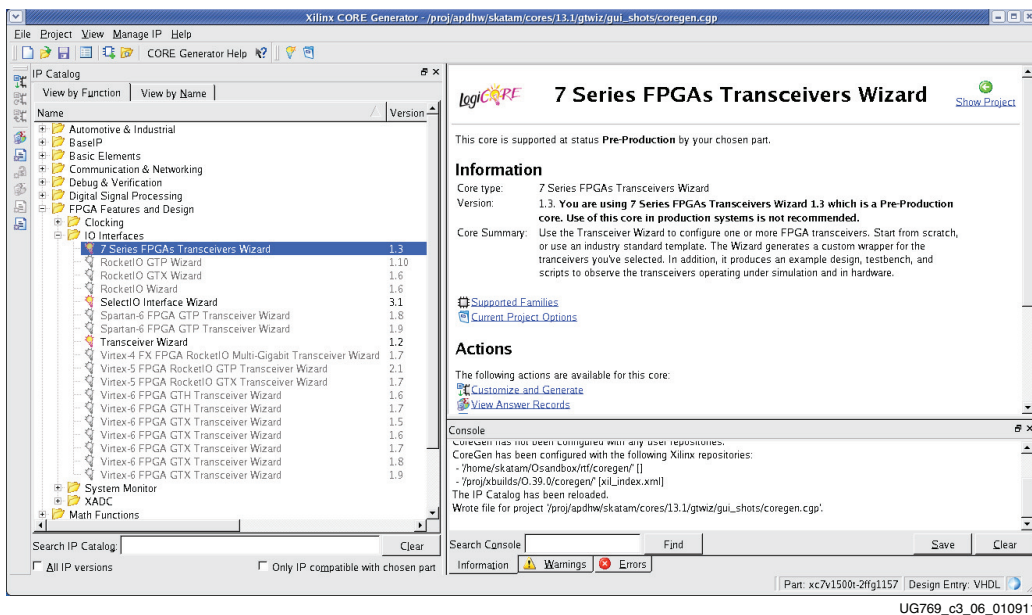 Xilinx CORE Generator - /proj/apdhw/skatam/cores/13.1/gtwiz/gui_shots/coregen.cgp
File Project View Manage IP Help
CORE Generator Help
IP Catalog
View by Function View by Name
Name Version
Automotive & Industrial
BaseIP
Basic Elements
Communication & Networking
Debug & Verification
Digital Signal Processing
FPGA Features and Design
Clocking
IO Interfaces
7 Series FPGAs Transceivers Wizard 1.3
RocketIO GTP Wizard 1.10
RocketIO GTX Wizard 1.6
RocketIO Wizard 1.6
SelectIO Interface Wizard 3.1
Spartan-6 FPGA GTP Transceiver Wizard 1.8
Spartan-6 FPGA GTP Transceiver Wizard 1.9
Transceiver Wizard 1.2
Virtex-4 FX FPGA RocketIO Multi-Gigabit Transceiver Wizard 1.7
Virtex-5 FPGA RocketIO GTP Transceiver Wizard 2.1
Virtex-5 FPGA RocketIO GTX Transceiver Wizard 1.7
Virtex-6 FPGA GTH Transceiver Wizard 1.6
Virtex-6 FPGA GTH Transceiver Wizard 1.7
Virtex-6 FPGA GTX Transceiver Wizard 1.5
Virtex-6 FPGA GTX Transceiver Wizard 1.6
Virtex-6 FPGA GTX Transceiver Wizard 1.7
Virtex-6 FPGA GTX Transceiver Wizard 1.8
Virtex-6 FPGA GTX Transceiver Wizard 1.9
System Monitor
XADC
Math Functions
Search IP Catalog: Clear
All IP versions Only IP compatible with chosen part
logiCORE 7 Series FPGAs Transceivers Wizard Show Project
This core is supported at status Pre-Production by your chosen part.
Information
Core type: 7 Series FPGAs Transceivers Wizard
Version: 1.3. You are using 7 Series FPGAs Transceivers Wizard 1.3 which is a Pre-Production
core. Use of this core in production systems is not recommended.
Core Summary: Use the Transceiver Wizard to configure one or more FPGA transceivers. Start from scratch,
or use an industry standard template. The Wizard generates a custom wrapper for the
tranceivers you've selected. In addition, it produces an example design, testbench, and
scripts to observe the transceivers operating under simulation and in hardware.
Supported Families
Current Project Options
Actions
The following actions are available for this core:
Customize and Generate
View Answer Records
Console
CoreGen has not been configured with any user repositories.
CoreGen has been configured with the following Xilinx repositories:
- '/home/skatam/Osandbox/rtf/coregen/' []
- '/proj/xbuilds/O.39.0/coregen/' [xil_index.xml]
The IP Catalog has been reloaded.
Wrote file for project '/proj/apdhw/skatam/cores/13.1/gtwiz/gui_shots/coregen.cgp'.
Search Console Find Save Clear
Information Warnings Errors
Part: xc7v1500t-2ffg1157 Design Entry: VHDL
UG769_c3_06_01091